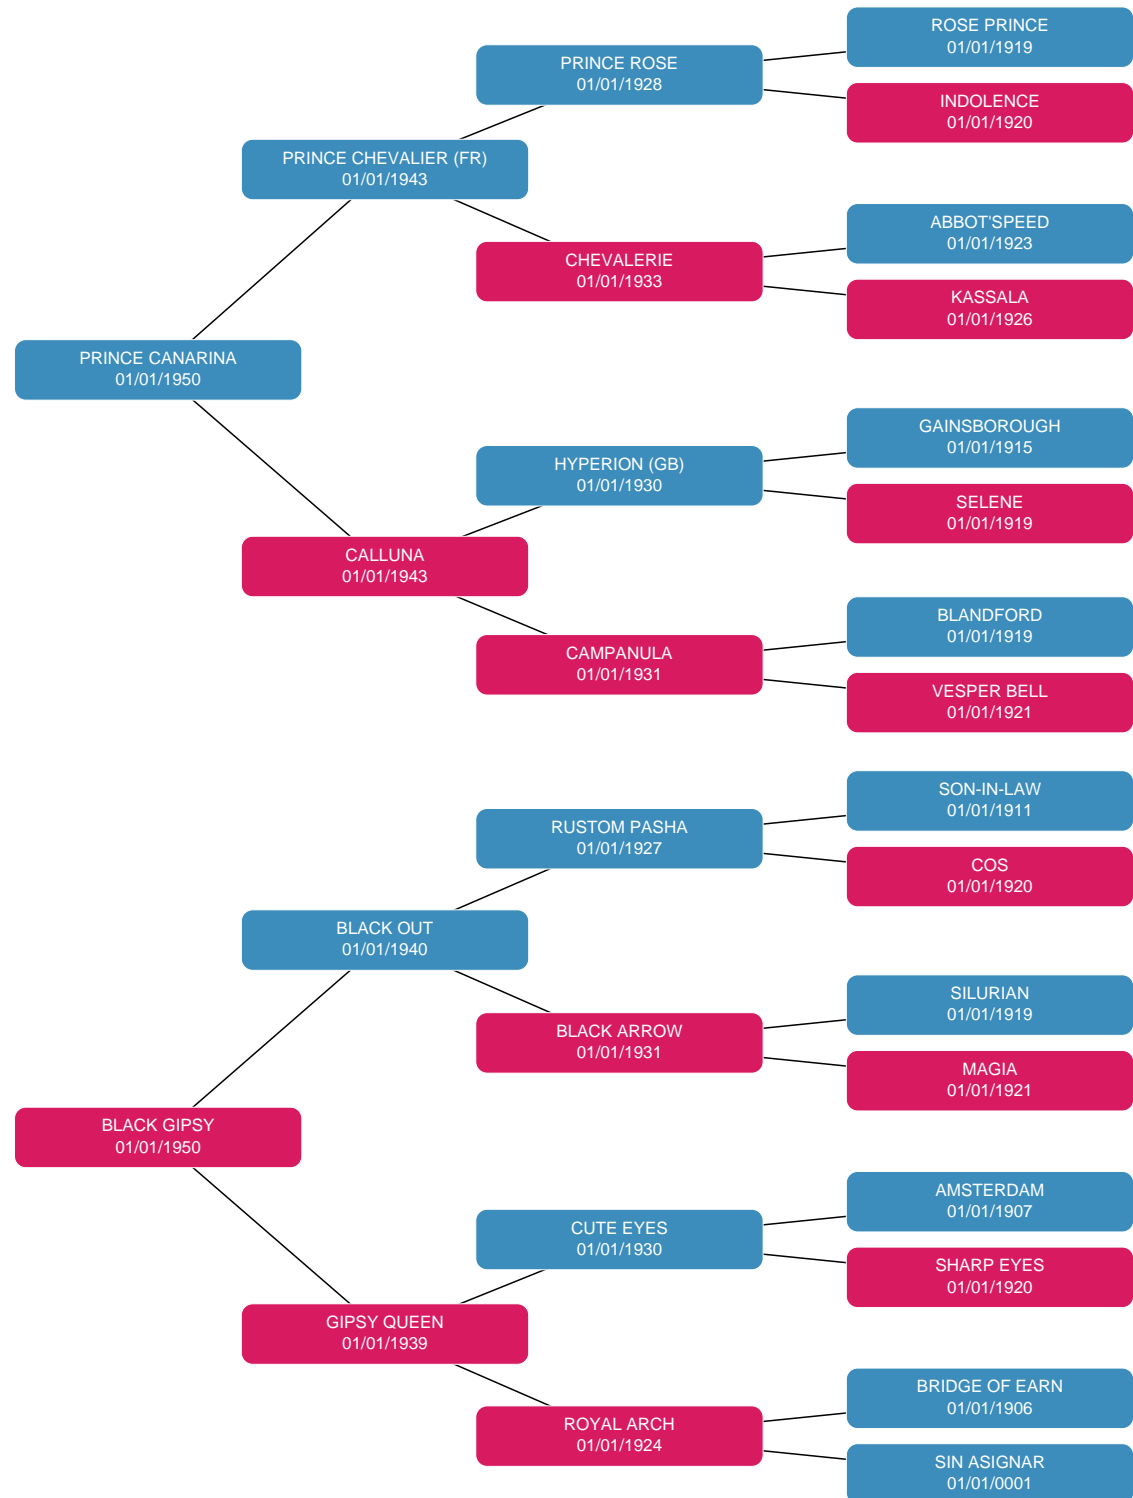 ROSE PRINCE
01/01/1919
PRINCE ROSE
01/01/1928
INDOLENCE
01/01/1920
PRINCE CHEVALIER (FR)
01/01/1943
ABBOT'SPEED
01/01/1923
CHEVALERIE
01/01/1933
KASSALA
01/01/1926
PRINCE CANARINA
01/01/1950
GAINSBOROUGH
01/01/1915
HYPERION (GB)
01/01/1930
SELENE
01/01/1919
CALLUNA
01/01/1943
BLANDFORD
01/01/1919
CAMPANULA
01/01/1931
VESPER BELL
01/01/1921
SON-IN-LAW
01/01/1911
RUSTOM PASHA
01/01/1927
COS
01/01/1920
BLACK OUT
01/01/1940
SILURIAN
01/01/1919
BLACK ARROW
01/01/1931
MAGIA
01/01/1921
BLACK GIPSY
01/01/1950
AMSTERDAM
01/01/1907
CUTE EYES
01/01/1930
SHARP EYES
01/01/1920
GIPSY QUEEN
01/01/1939
BRIDGE OF EARN
01/01/1906
ROYAL ARCH
01/01/1924
SIN ASIGNAR
01/01/0001